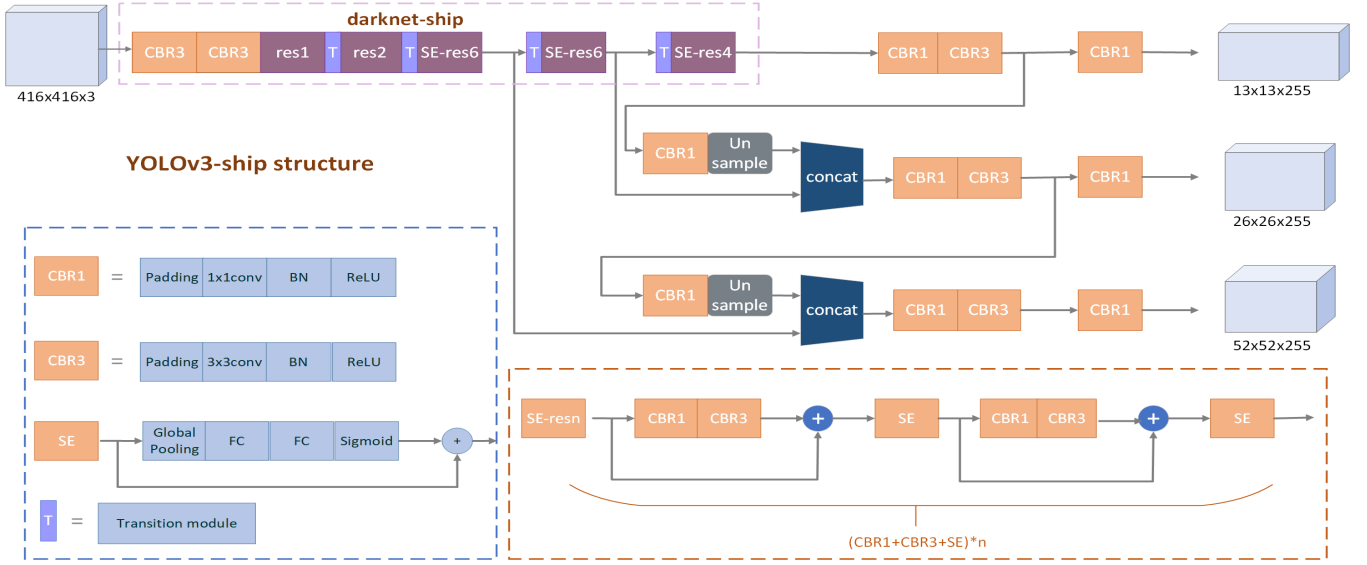 darknet-ship
CBR3 CBR3 res1 T res2 T SE-res6 T SE-res6 T SE-res4 CBR1 CBR3 CBR1
416x416x3
13x13x255
YOLOv3-ship structure
CBR1
Un
sample
concat
CBR1 CBR3 CBR1
26x26x255
CBR1
Un
sample
concat
CBR1 CBR3 CBR1
52x52x255
CBR1 = Padding 1x1conv BN ReLU
CBR3 = Padding 3x3conv BN ReLU
SE
Global
Pooling
FC FC Sigmoid +
T = Transition module
SE-resn CBR1 CBR3 + SE CBR1 CBR3 + SE
(CBR1+CBR3+SE)*n